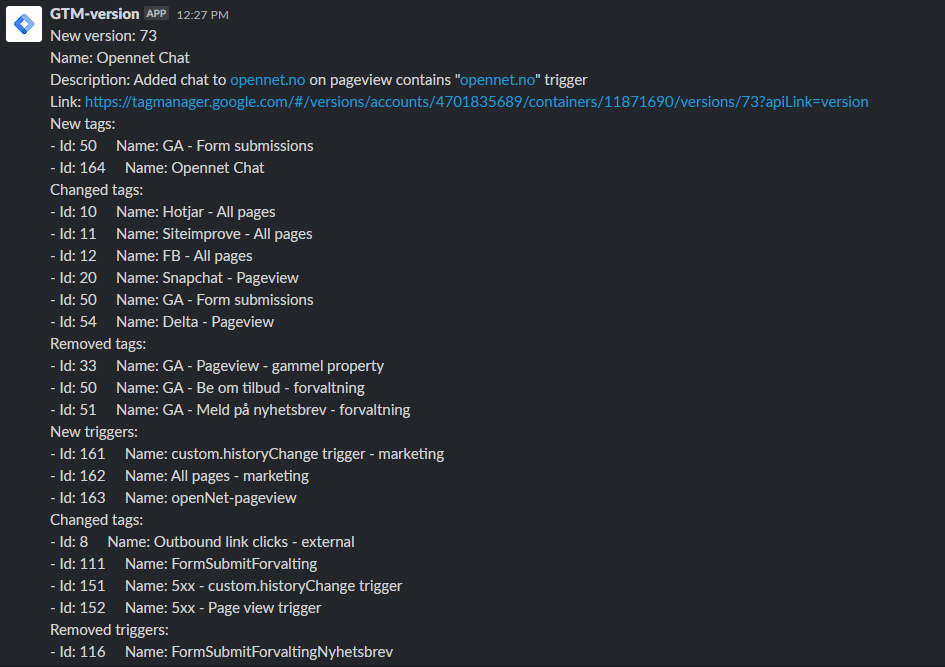 GTM-version APP 12:27 PM
New version: 73
Name: Opennet Chat
Description: Added chat to opennet.no on pageview contains "opennet.no" trigger
Link: https://tagmanager.google.com/#/versions/accounts/4701835689/containers/11871690/versions/73?apiLink=version
New tags:
- Id: 50 Name: GA - Form submissions
- Id: 164 Name: Opennet Chat
Changed tags:
- Id: 10 Name: Hotjar - All pages
- Id: 11 Name: Siteimprove - All pages
- Id: 12 Name: FB - All pages
- Id: 20 Name: Snapchat - Pageview
- Id: 50 Name: GA - Form submissions
- Id: 54 Name: Delta - Pageview
Removed tags:
- Id: 33 Name: GA - Pageview - gammel property
- Id: 50 Name: GA - Be om tilbud - forvaltning
- Id: 51 Name: GA - Meld på nyhetsbrev - forvaltning
New triggers:
- Id: 161 Name: custom.historyChange trigger - marketing
- Id: 162 Name: All pages - marketing
- Id: 163 Name: openNet-pageview
Changed tags:
- Id: 8 Name: Outbound link clicks - external
- Id: 111 Name: FormSubmitForvalting
- Id: 151 Name: 5xx - custom.historyChange trigger
- Id: 152 Name: 5xx - Page view trigger
Removed triggers:
- Id: 116 Name: FormSubmitForvaltingNyhetsbrev